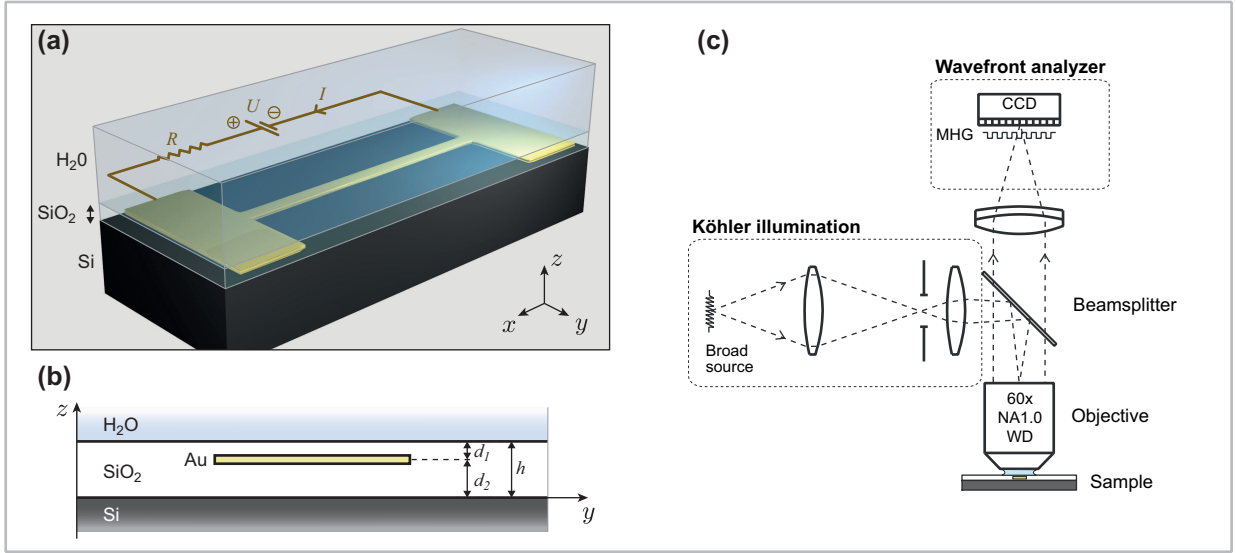 (a)
U
I
R
H₂0
SiO₂
Si
z
x
y
(b)
z
H₂O
Au
SiO₂
d₁
d₂
h
Si
y
(c)
Wavefront analyzer
CCD
MHG
Köhler illumination
Broad
source
Beamsplitter
60x
NA1.0
WD
Objective
Sample